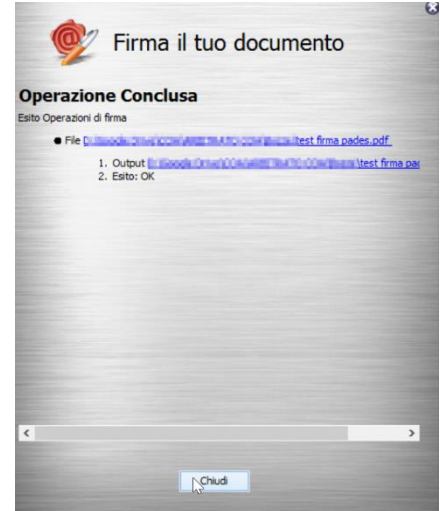 Firma il tuo documento
Operazione Conclusa
Esito Operazioni di firma
File test firma pades.pdf
1. Output \test firma pad
2. Esito: OK
Chiudi